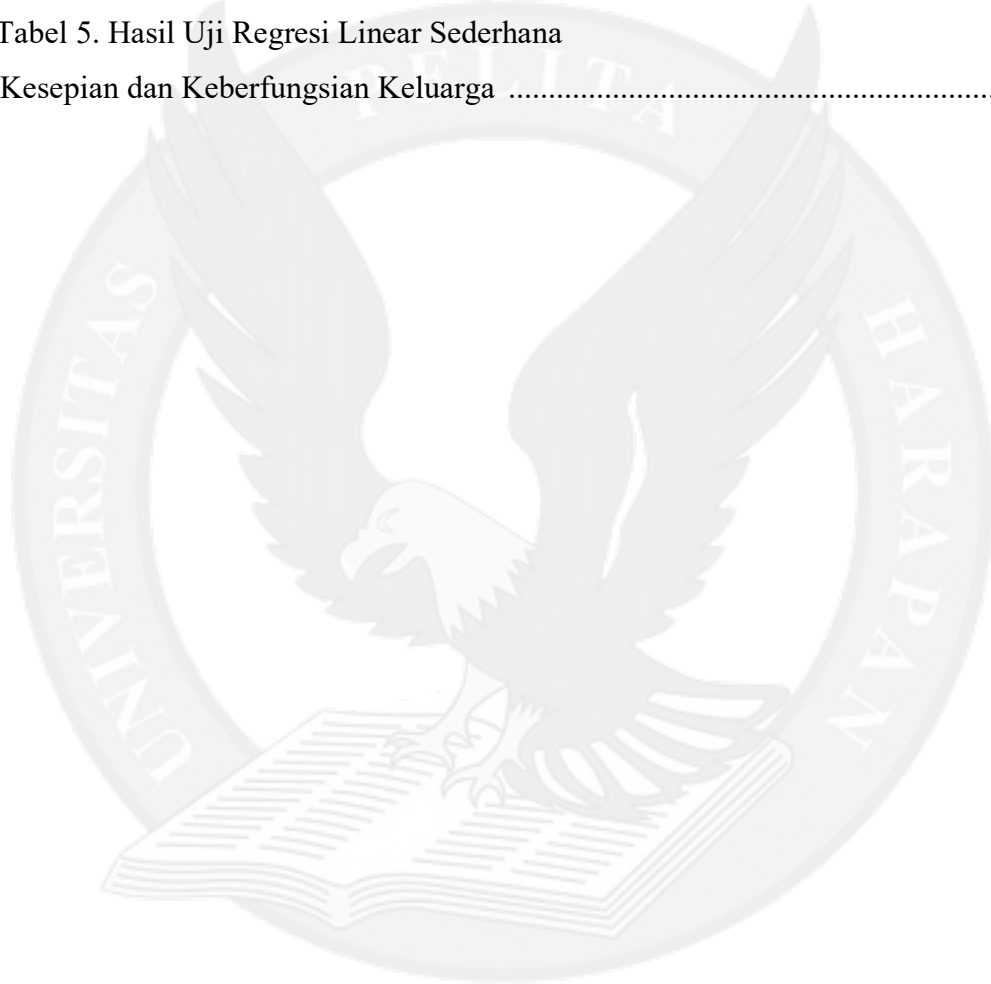 Tabel 5. Hasil Uji Regresi Linear Sederhana
Kesepian dan Keberfungsian Keluarga ............................................................
UNIVERSITAS PELITA HARAPAN